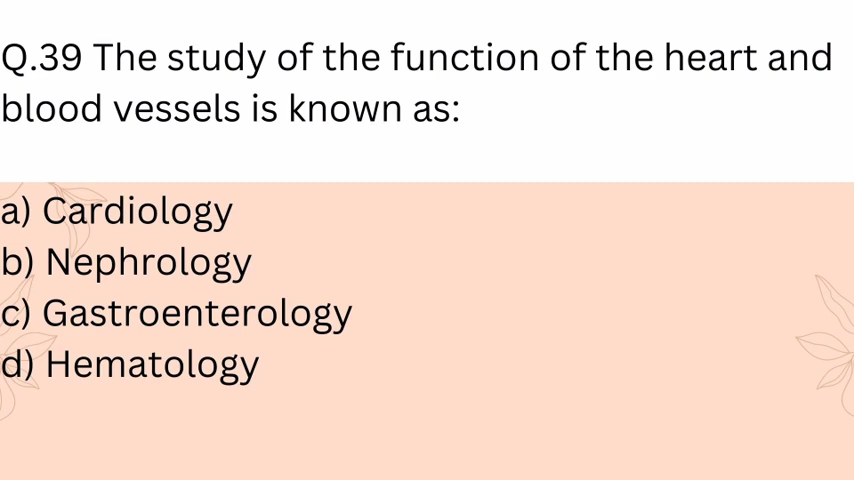 Q.39 The study of the function of the heart and
blood vessels is known as:
a) Cardiology
b) Nephrology
c) Gastroenterology
d) Hematology